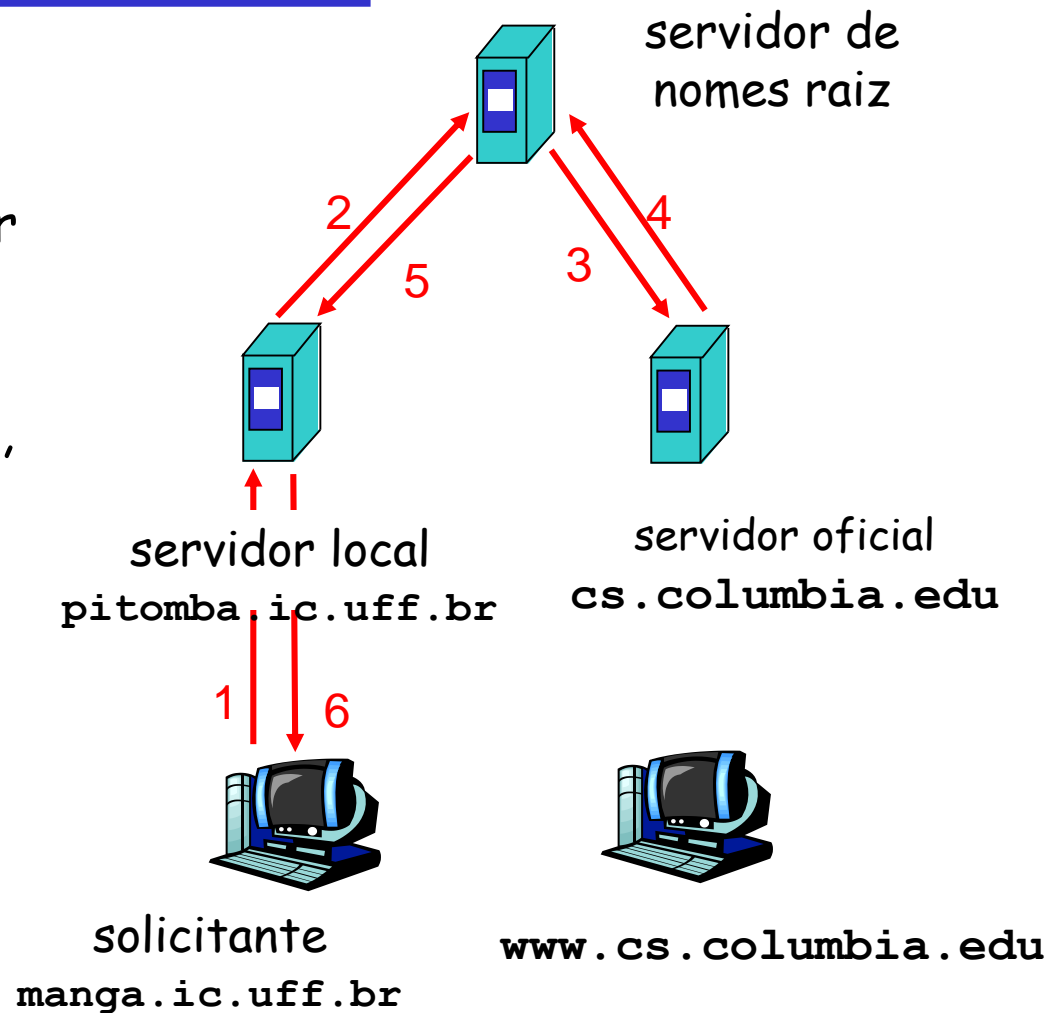 servidor de
nomes raiz
r
2
4
5
3
,
servidor local
pitomba.ic.uff.br
servidor oficial
cs.columbia.edu
1
6
solicitante
manga.ic.uff.br
www.cs.columbia.edu